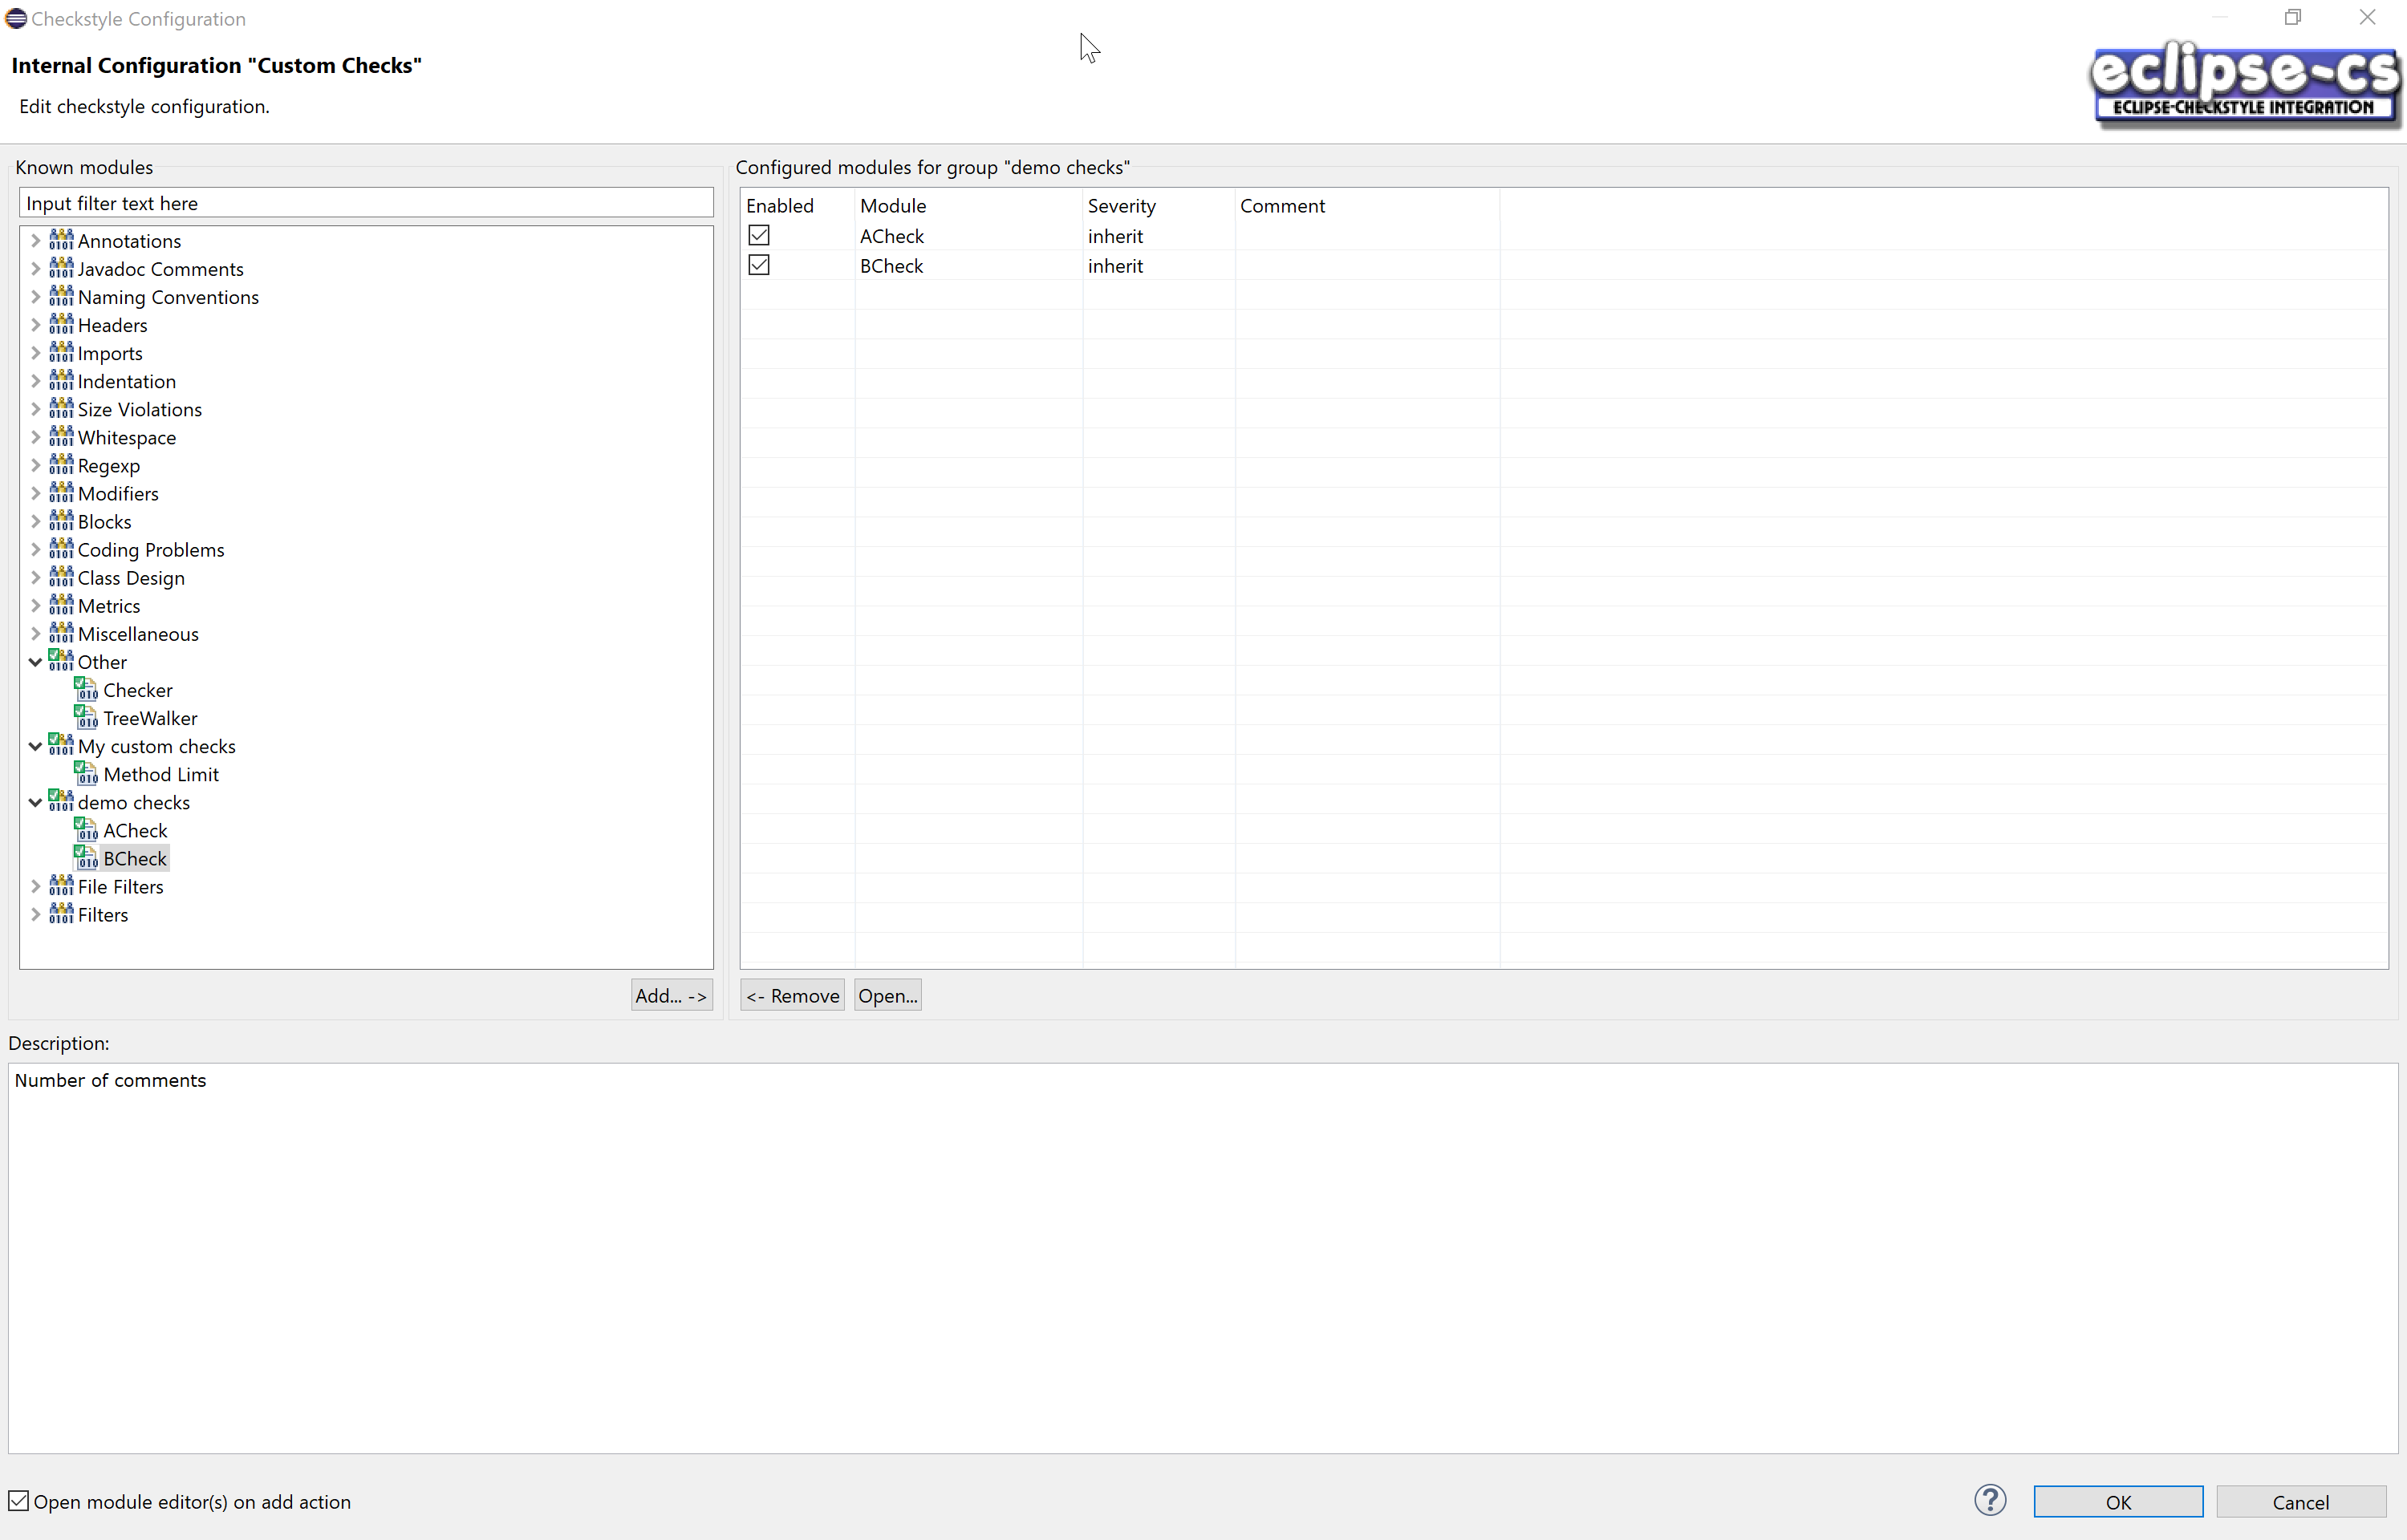 Checkstyle Configuration
Internal Configuration "Custom Checks"
Edit checkstyle configuration.
eclipse-cs
ECLIPSE-CHECKSTYLE INTEGRATION
Known modules
Input filter text here
Annotations
Javadoc Comments
Naming Conventions
Headers
Imports
Indentation
Size Violations
Whitespace
Regexp
Modifiers
Blocks
Coding Problems
Class Design
Metrics
Miscellaneous
Other
Checker
TreeWalker
My custom checks
Method Limit
demo checks
ACheck
BCheck
File Filters
Filters
Add... ->
Configured modules for group "demo checks"
Enabled Module Severity Comment
ACheck inherit
BCheck inherit
<- Remove Open...
Description:
Number of comments
Open module editor(s) on add action
? OK Cancel